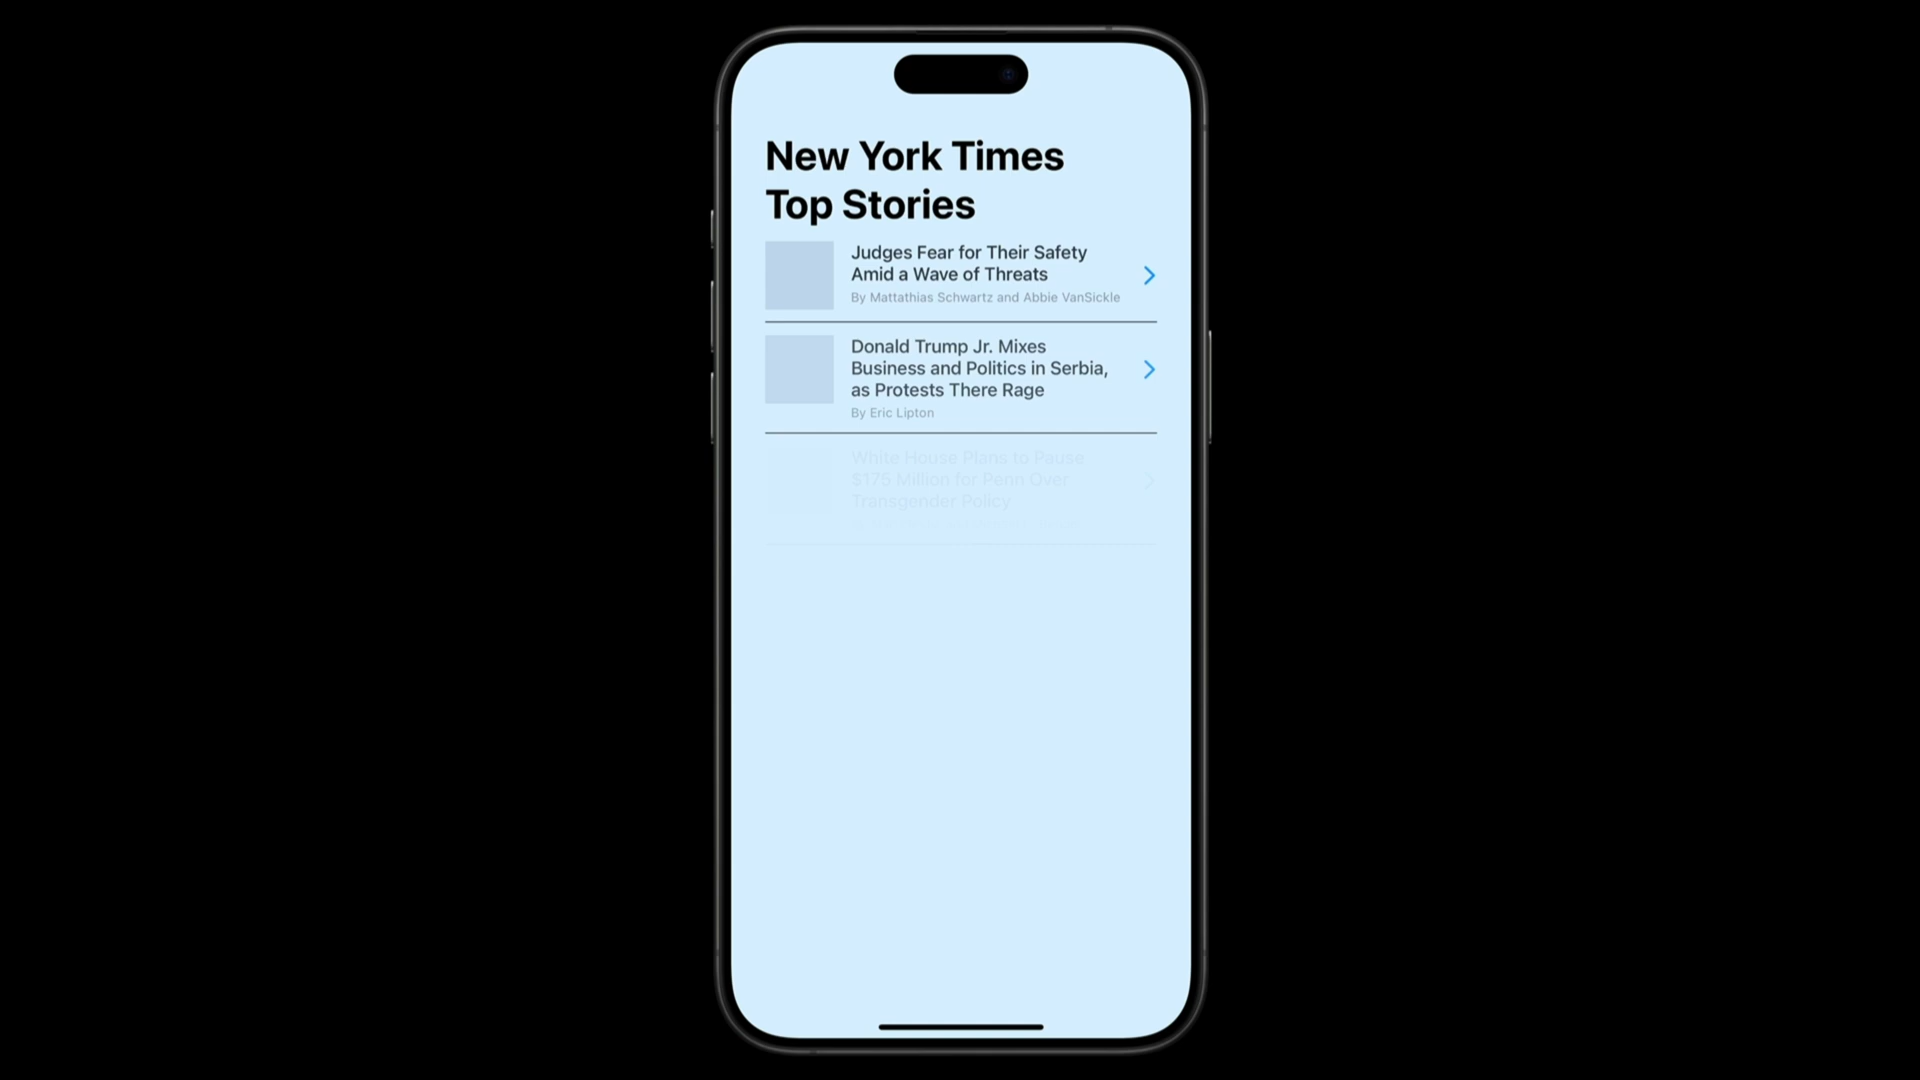 New York Times
Top Stories
Judges Fear for Their Safety
Amid a Wave of Threats
By Mattathias Schwartz and Abbie VanSickle
Donald Trump Jr. Mixes
Business and Politics in Serbia,
as Protests There Rage
By Eric Lipton
White House Plans to Pause
$175 Million for Penn Over
Transgender Policy